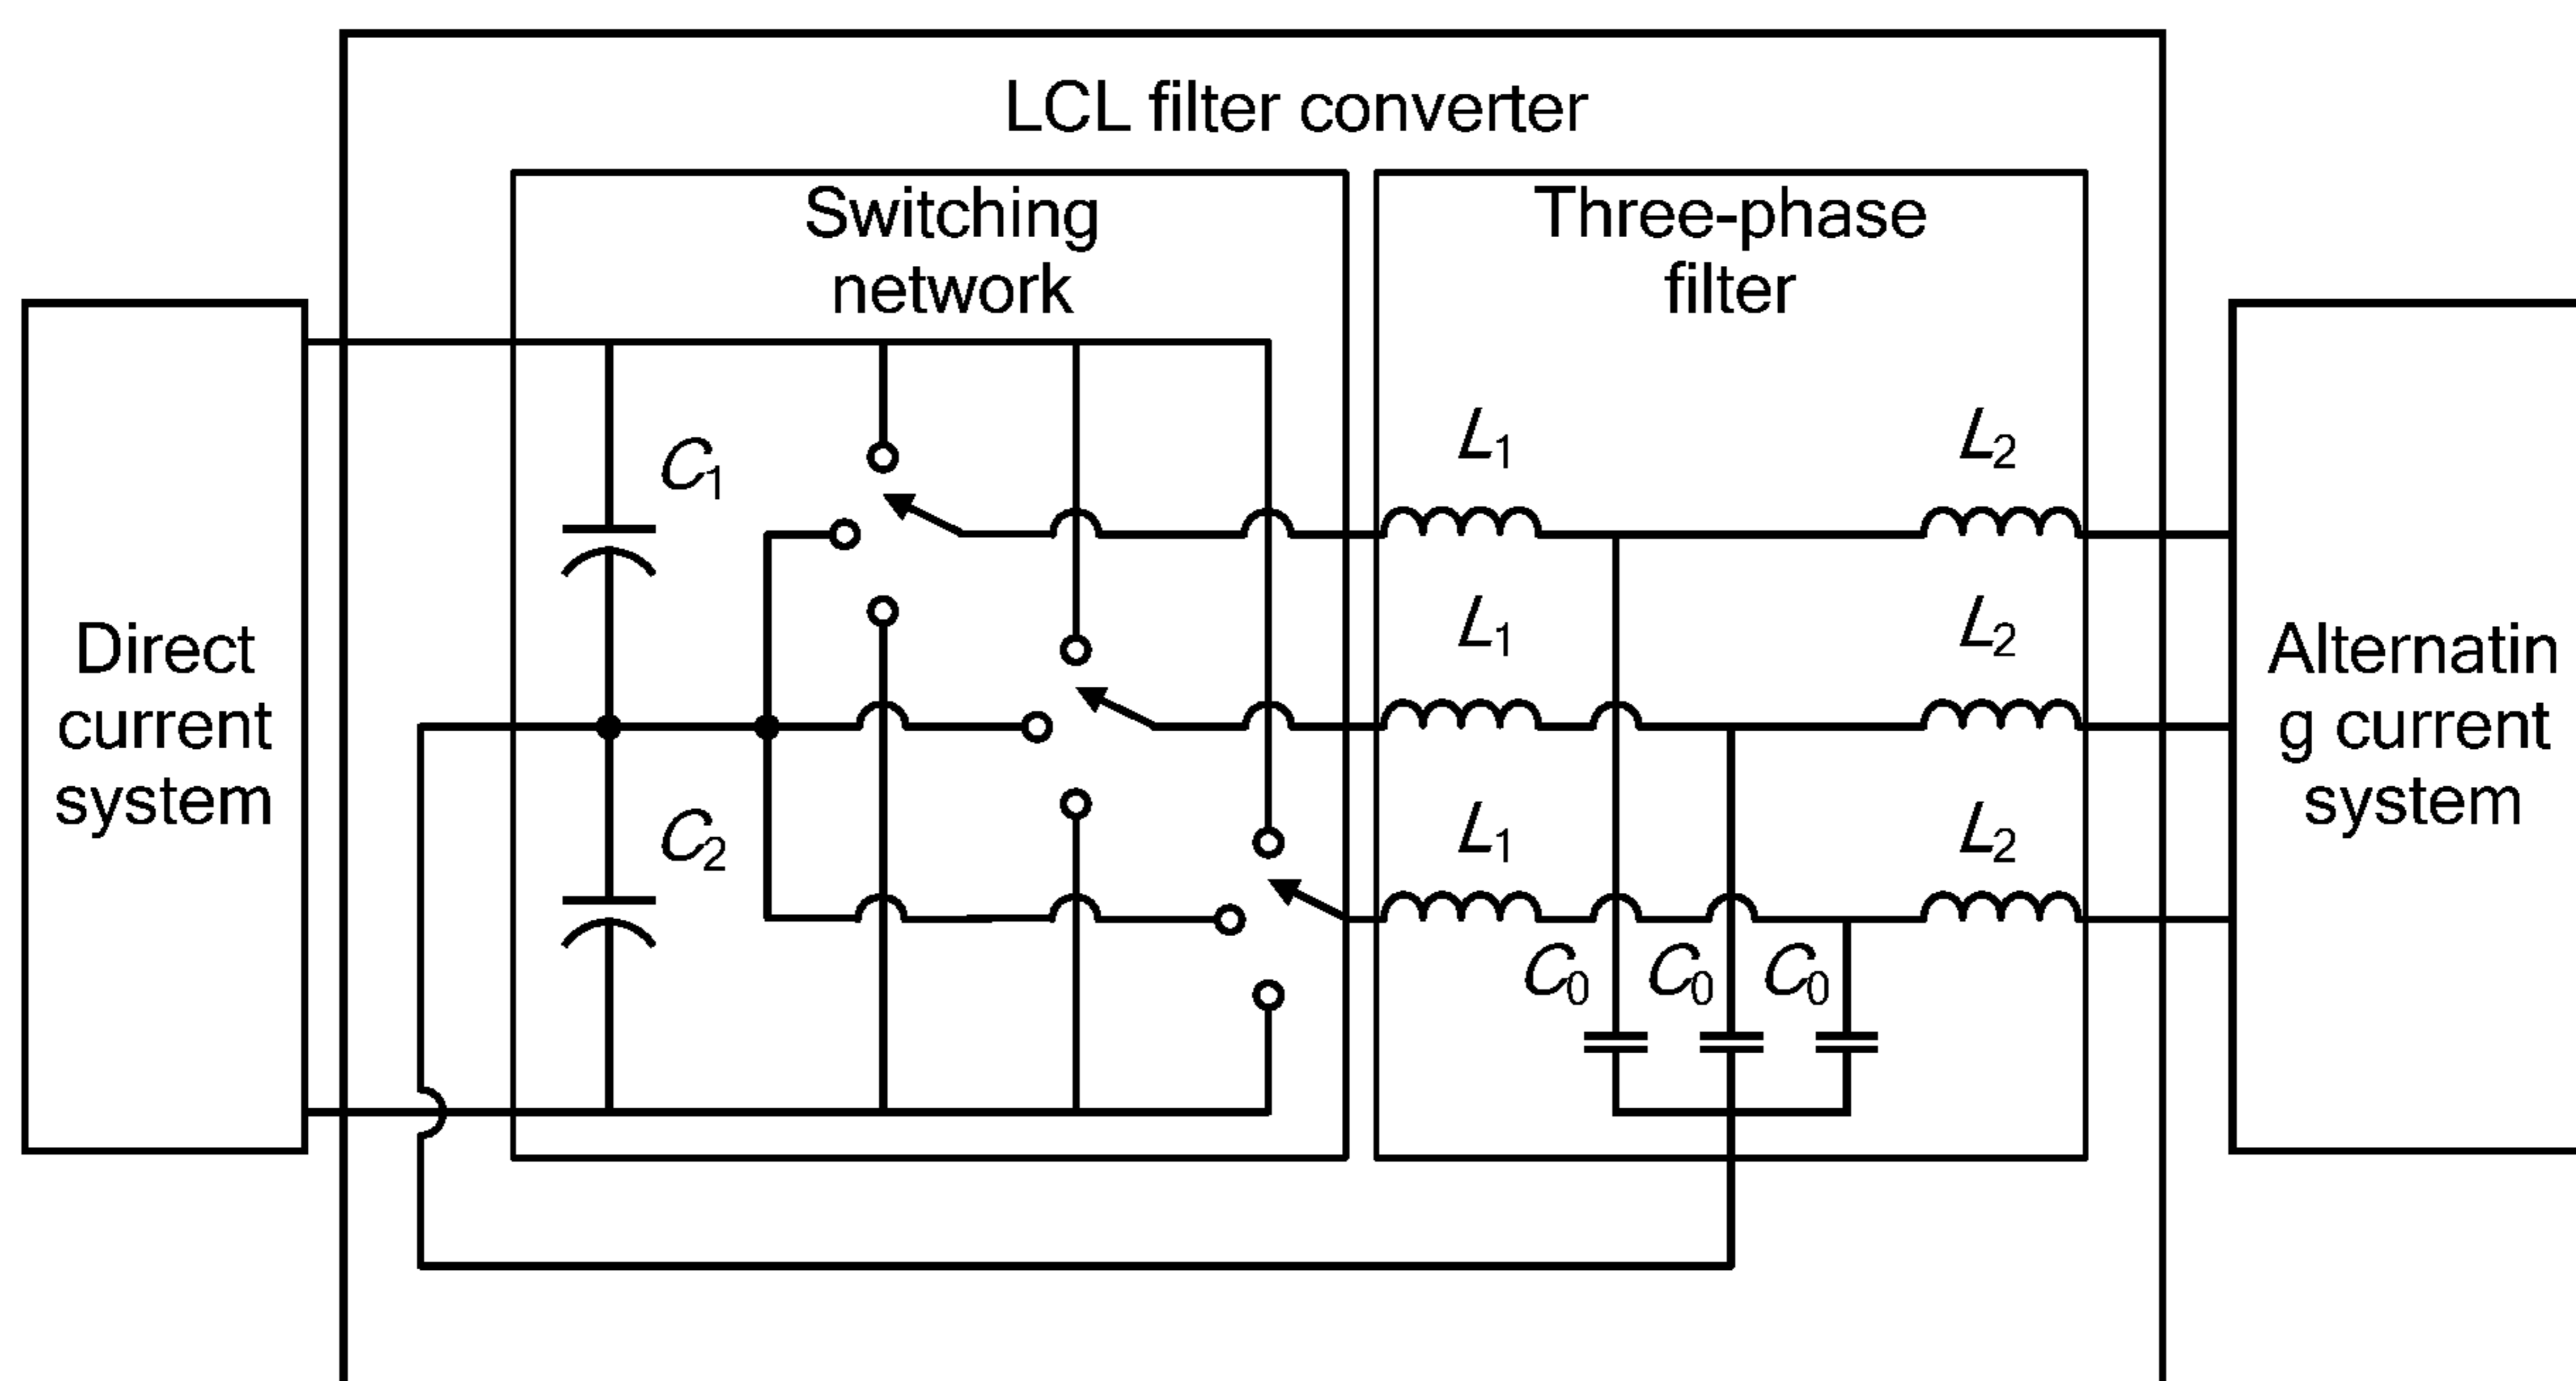 LCL filter converter
Switching
network
Three-phase
filter
Direct
current
system
C1
C2
L1
L2
L1
L2
L1
L2
C0 C0 C0
Alternatin
g current
system